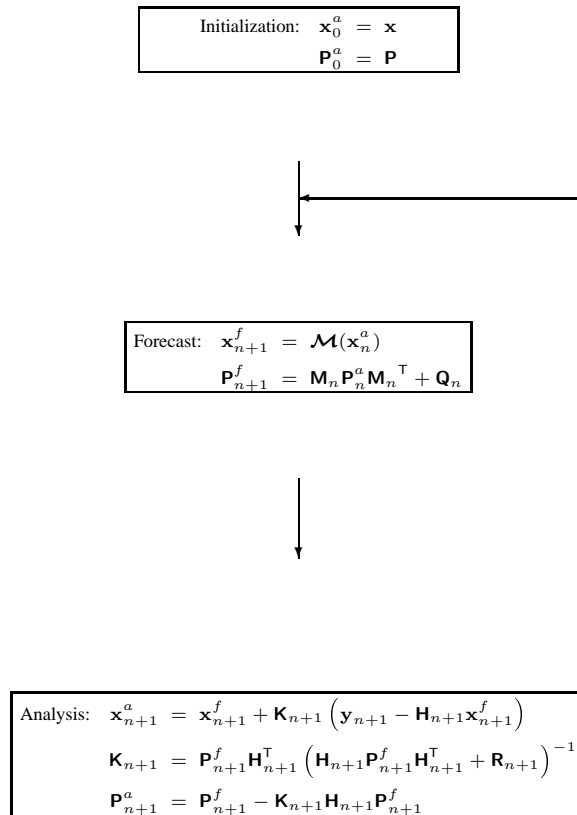 Initialization: x_0^a = x
P_0^a = P
Forecast: x_{n+1}^f = ℳ(x_n^a)
P_{n+1}^f = M_n P_n^a M_n^T + Q_n
Analysis: x_{n+1}^a = x_{n+1}^f + K_{n+1} (y_{n+1} − H_{n+1} x_{n+1}^f)
K_{n+1} = P_{n+1}^f H_{n+1}^T (H_{n+1} P_{n+1}^f H_{n+1}^T + R_{n+1})^{−1}
P_{n+1}^a = P_{n+1}^f − K_{n+1} H_{n+1} P_{n+1}^f